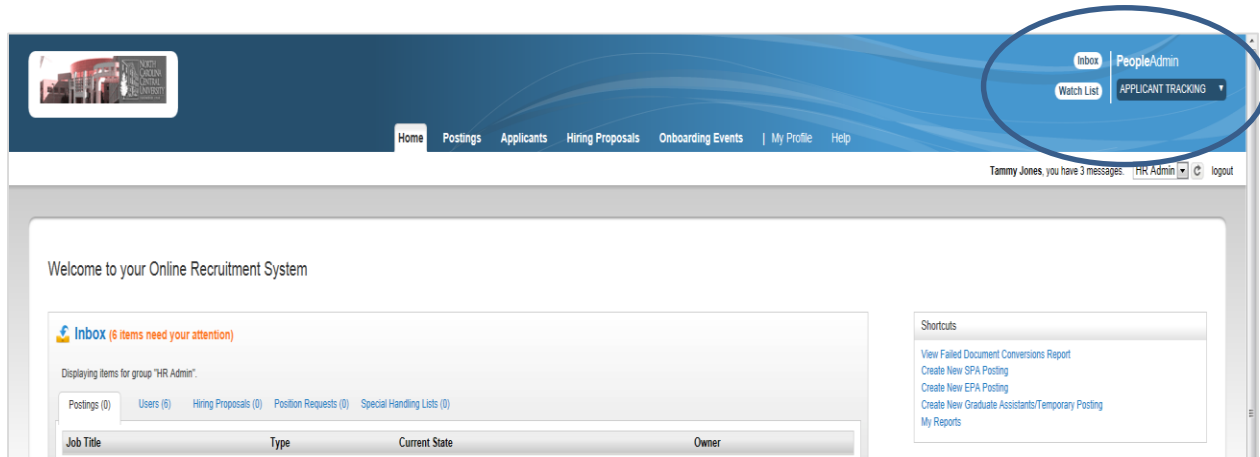 NORTH
CAROLINA
CENTRAL
UNIVERSITY
Inbox PeopleAdmin
Watch List APPLICANT TRACKING
Home Postings Applicants Hiring Proposals Onboarding Events | My Profile Help
Tammy Jones, you have 3 messages. HR Admin logout
Welcome to your Online Recruitment System
Inbox (6 items need your attention)
Displaying items for group "HR Admin".
Postings (0) Users (6) Hiring Proposals (0) Position Requests (0) Special Handling Lists (0)
Job Title Type Current State Owner
Shortcuts
View Failed Document Conversions Report
Create New SPA Posting
Create New EPA Posting
Create New Graduate Assistants/Temporary Posting
My Reports